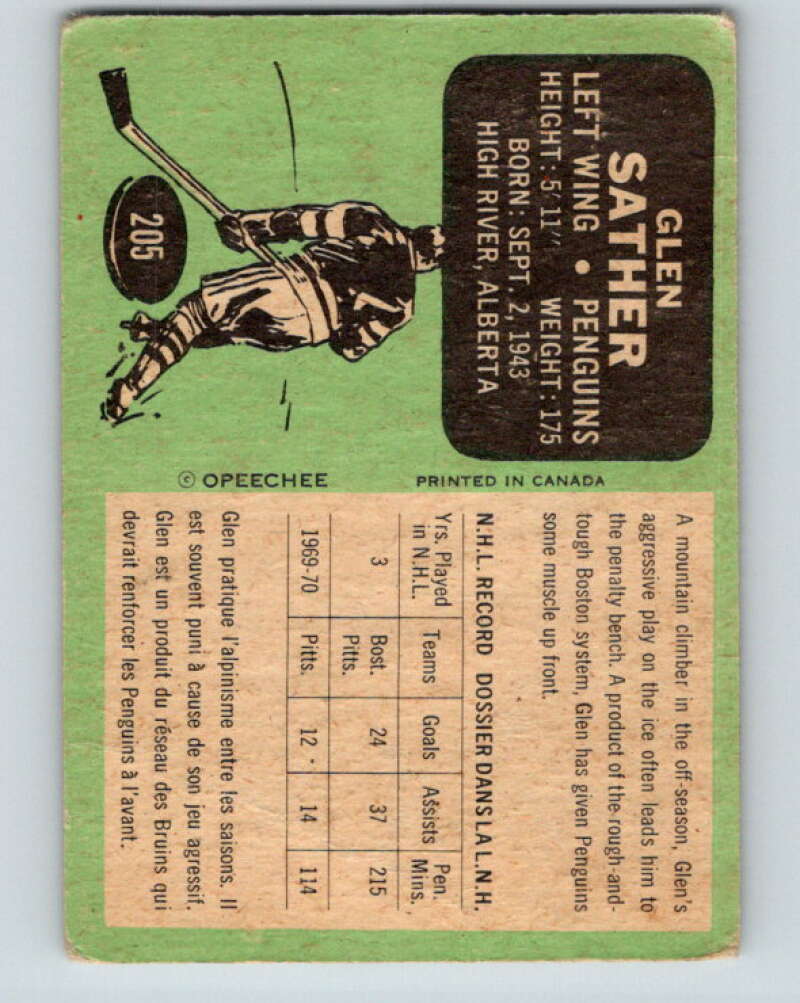 GLEN
SATHER
LEFT WING • PENGUINS
HEIGHT: 5'11" WEIGHT: 175
BORN: SEPT. 2, 1943
HIGH RIVER, ALBERTA
205
© OPEECHEE PRINTED IN CANADA
A mountain climber in the off-season, Glen's
aggressive play on the ice often leads him to
the penalty bench. A product of the rough-and-
tough Boston system, Glen has given Penguins
some muscle up front.
N.H.L. RECORD DOSSIER DANS LA L.N.H.
Yrs. Played in N.H.L. Teams Goals Assists Pen. Mins.
3 Bost. Pitts. 24 37 215
1969-70 Pitts. 12 14 114
Glen pratique l'alpinisme entre les saisons. Il
est souvent puni à cause de son jeu agressif.
Glen est un produit du réseau des Bruins qui
devrait renforcer les Penguins à l'avant.